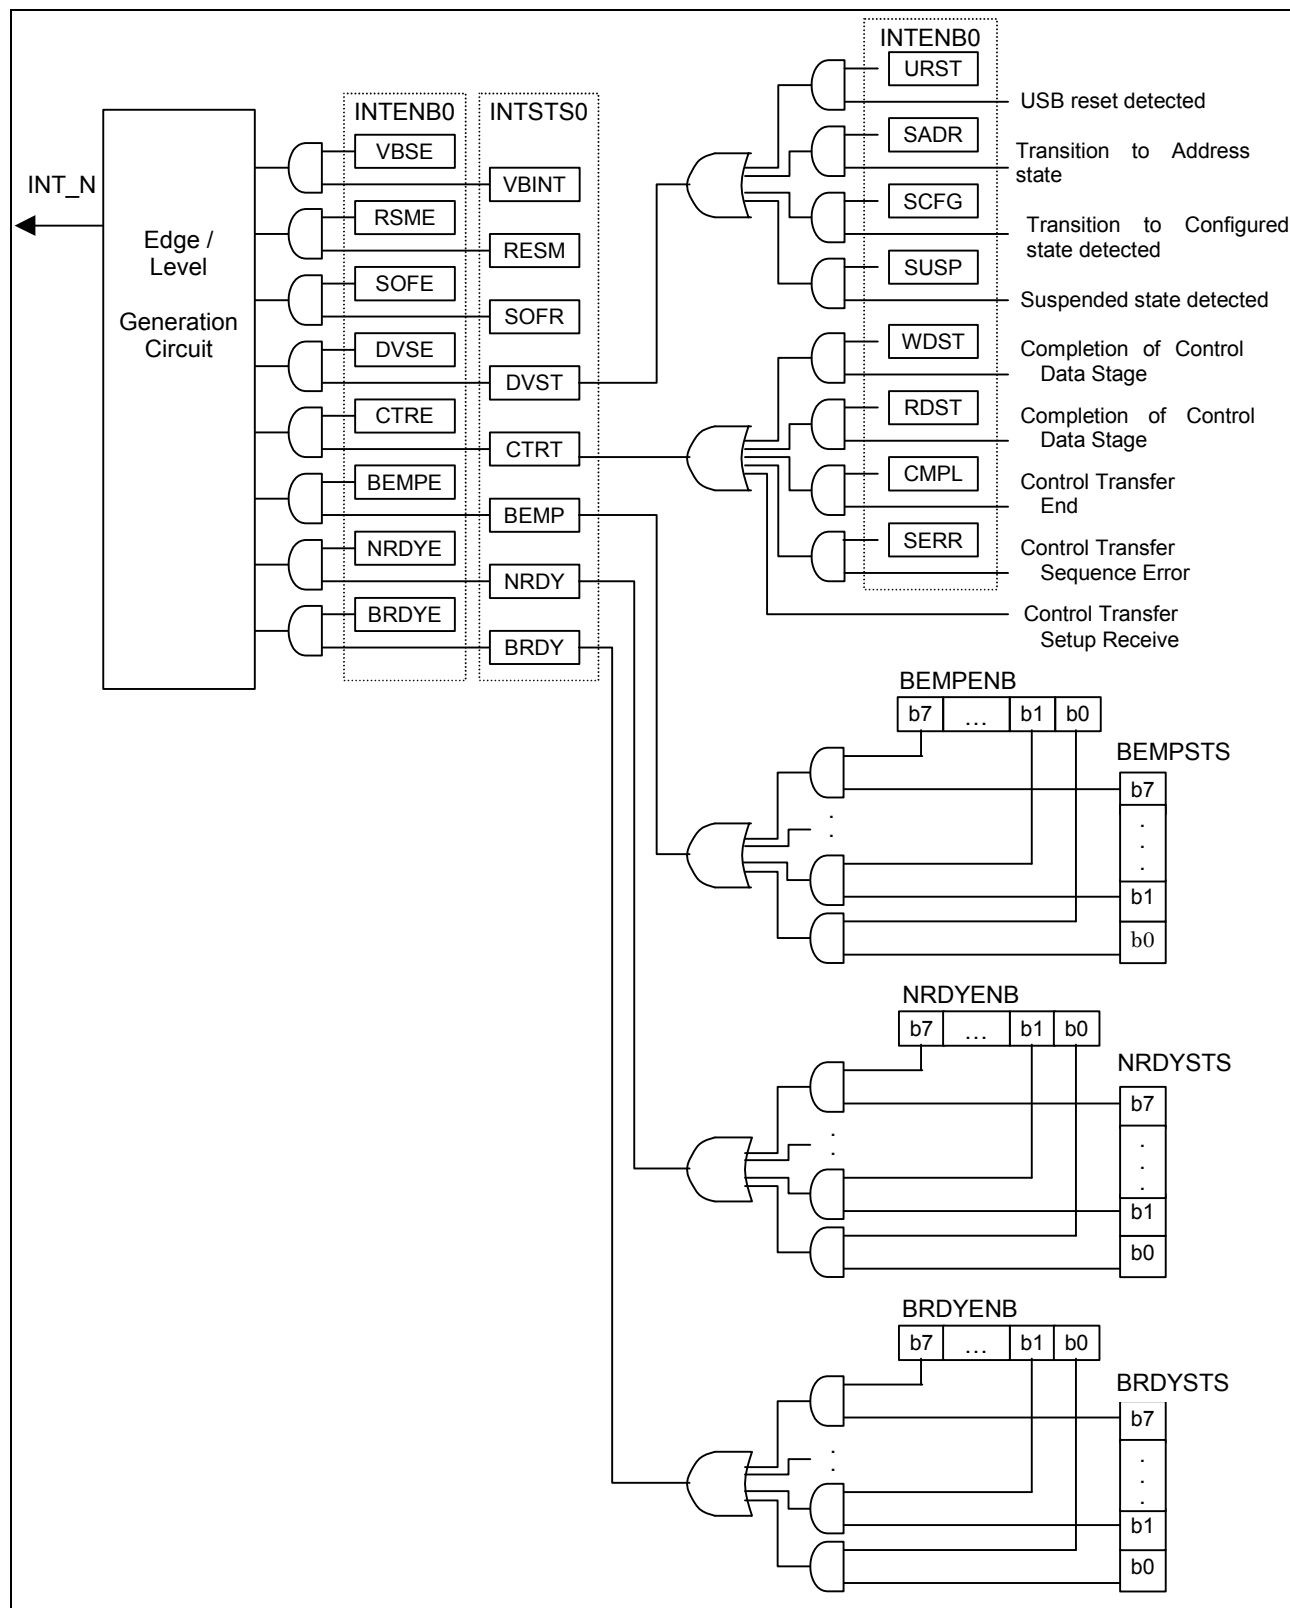 INT_N
Edge /
Level
Generation
Circuit
INTENB0
VBSE
RSME
SOFE
DVSE
CTRE
BEMPE
NRDYE
BRDYE
INTSTS0
VBINT
RESM
SOFR
DVST
CTRT
BEMP
NRDY
BRDY
INTENB0
URST
USB reset detected
SADR
Transition to Address
state
SCFG
Transition to Configured
state detected
SUSP
Suspended state detected
WDST
Completion of Control
Data Stage
RDST
Completion of Control
Data Stage
CMPL
Control Transfer
End
SERR
Control Transfer
Sequence Error
Control Transfer
Setup Receive
BEMPENB
b7 ... b1 b0
BEMPSTS
b7
.
.
.
b1
b0
NRDYENB
b7 ... b1 b0
NRDYSTS
b7
.
.
.
b1
b0
BRDYENB
b7 ... b1 b0
BRDYSTS
b7
.
.
.
b1
b0